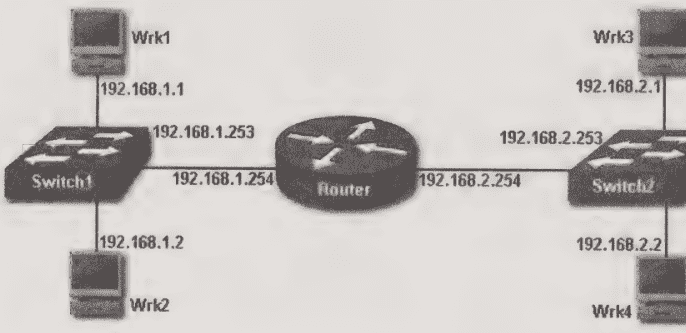 Wrk1
Wrk3
192.168.1.1
192.168.2.1
192.168.1.253
192.168.2.253
Switch1
192.168.1.254
Router
192.168.2.254
Switch2
192.168.1.2
192.168.2.2
Wrk2
Wrk4